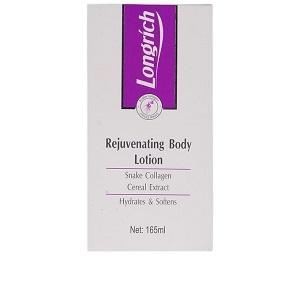 Longrich
Rejuvenating Body
Lotion
Snake Collagen
Cereal Extract
Hydrates & Softens
Net: 165ml